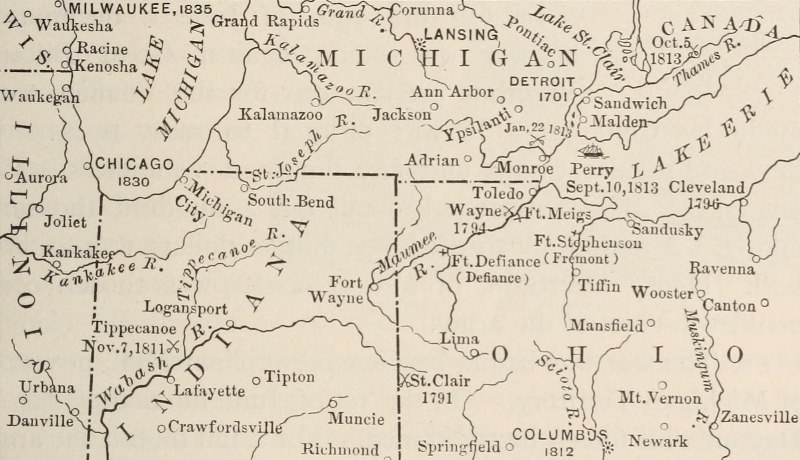 MILWAUKEE, 1835
Waukesha
Racine
Kenosha
WIS.
Waukegan
LAKE
MICHIGAN
Grand Rapids
Grand R.
Corunna
LANSING
Pontiac
Lake St. Clair
CANADA
Oct. 5,
1813
Thames R.
MICHIGAN
Kalamazoo R.
Kalamazoo
Jackson
Ann Arbor
Ypsilanti
DETROIT
1701
Sandwich
Malden
Jan. 22 1813
Adrian
Monroe
Perry
Sept. 10, 1813
LAKE ERIE
St. Joseph R.
CHICAGO
1830
Aurora
Joliet
Michigan
City
South Bend
Toledo
Wayne
1794
Ft. Meigs
Cleveland
1796
Sandusky
Ft. Stephenson
(Fremont)
Kankakee
Kankakee R.
Tippecanoe R.
Maumee R.
Ft. Defiance
(Defiance)
Fort
Wayne
Tiffin
Ravenna
Wooster
Canton
Mansfield
ILLINOIS
INDIANA
OHIO
Logansport
Tippecanoe
Nov. 7, 1811
Wabash R.
Lima
Scioto R.
Muskingum R.
Urbana
Danville
Lafayette
Tipton
St. Clair
1791
Mt. Vernon
Zanesville
Crawfordsville
Muncie
Richmond
Springfield
COLUMBUS
1812
Newark